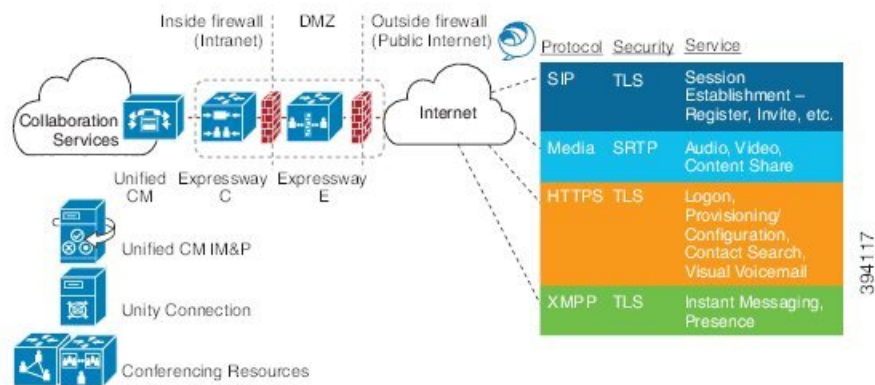 Inside firewall
(Intranet)
DMZ
Outside firewall
(Public Internet)
Protocol Security Service
SIP TLS Session
Establishment –
Register, Invite, etc.
Media SRTP Audio, Video,
Content Share
HTTPS TLS Logon,
Provisioning/
Configuration,
Contact Search,
Visual Voicemail
XMPP TLS Instant Messaging,
Presence
Collaboration
Services
Internet
Unified
CM
Expressway
C
Expressway
E
Unified CM IM&P
Unity Connection
Conferencing Resources
394117